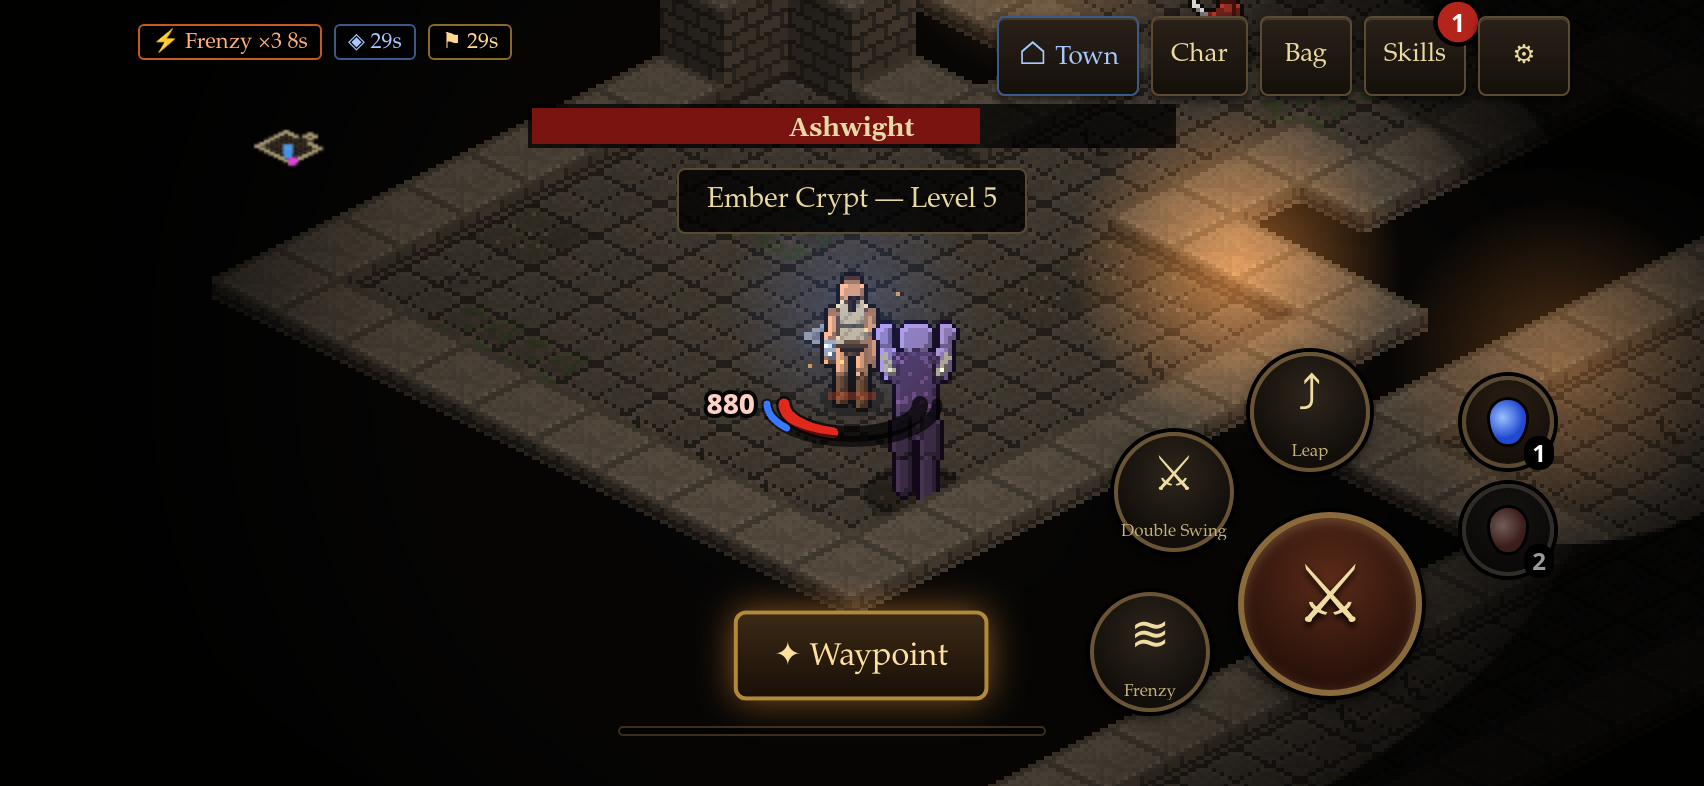 ⚡ Frenzy ×3 8s
◈ 29s
⚑ 29s
Town
Char
Bag
Skills
1
⚙
Ashwight
Ember Crypt — Level 5
880
Leap
1
Double Swing
2
✦ Waypoint
Frenzy